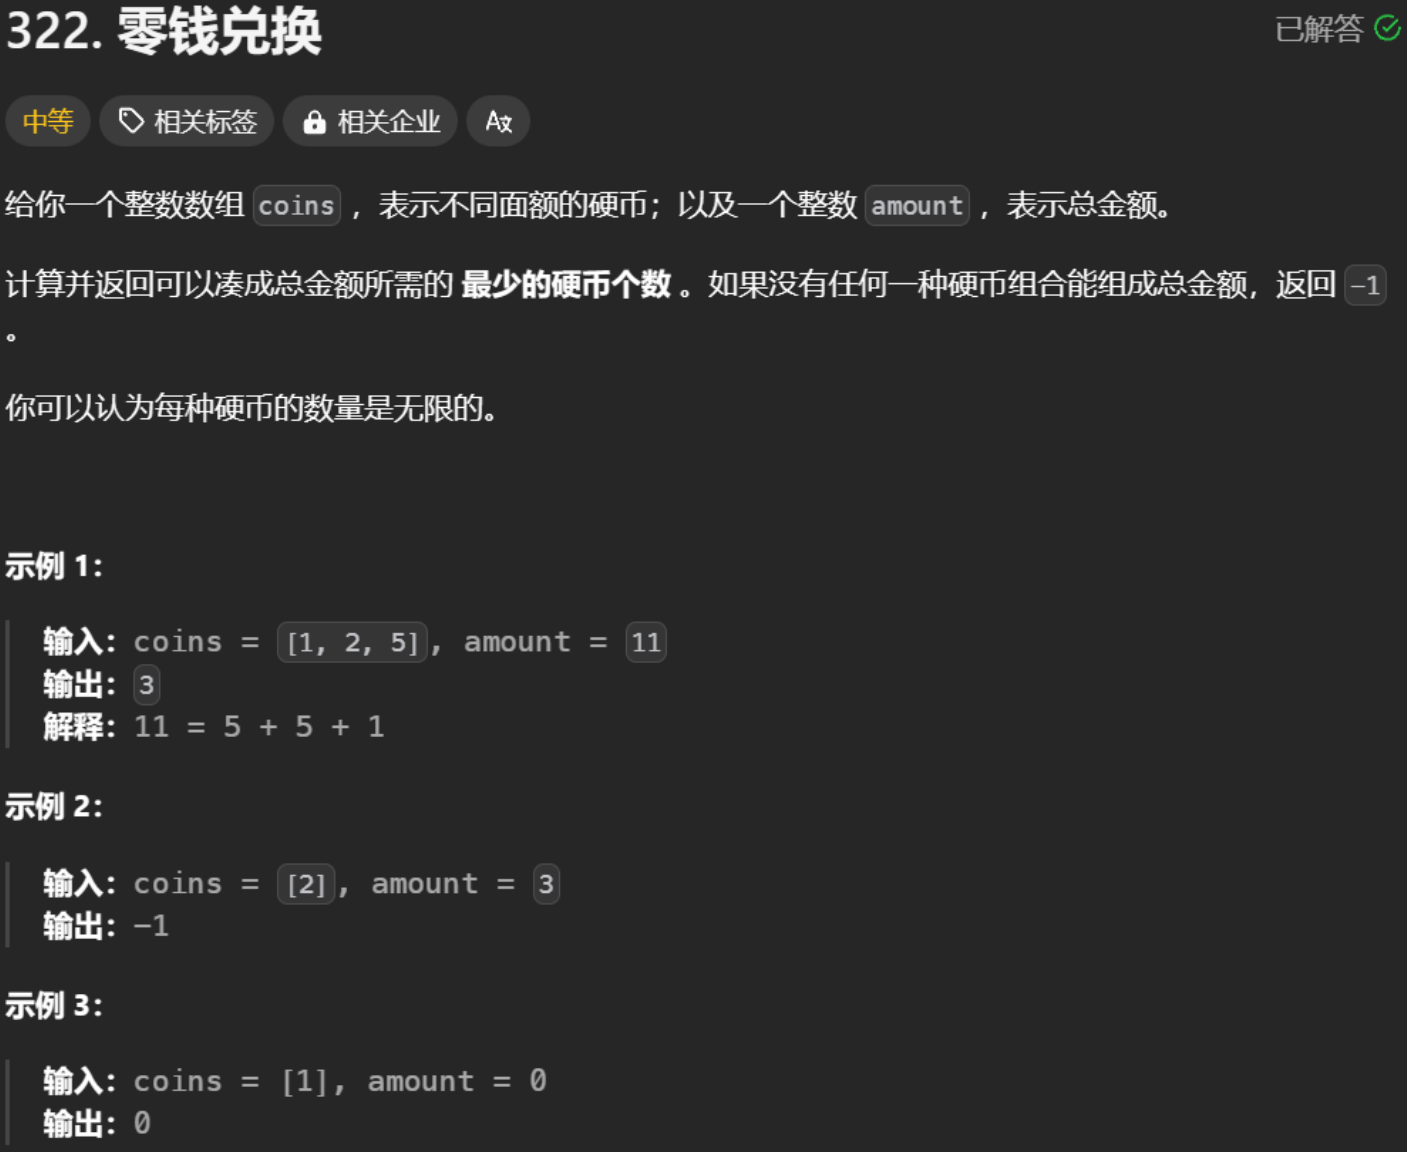 322. 零钱兑换
已解答
中等
相关标签
相关企业
给你一个整数数组 coins ，表示不同面额的硬币；以及一个整数 amount ，表示总金额。
计算并返回可以凑成总金额所需的 最少的硬币个数 。如果没有任何一种硬币组合能组成总金额，返回 -1
。
你可以认为每种硬币的数量是无限的。
示例 1：
输入：coins = [1, 2, 5], amount = 11
输出：3
解释：11 = 5 + 5 + 1
示例 2：
输入：coins = [2], amount = 3
输出：-1
示例 3：
输入：coins = [1], amount = 0
输出：0